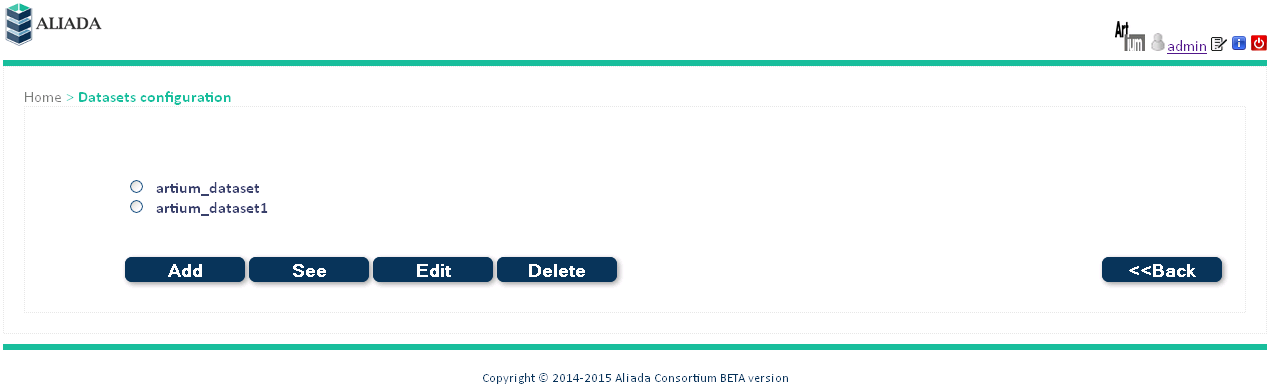 ALIADA
Art
ium
admin
Home > Datasets configuration
artium_dataset
artium_dataset1
Add See Edit Delete <<Back
Copyright © 2014-2015 Aliada Consortium BETA version